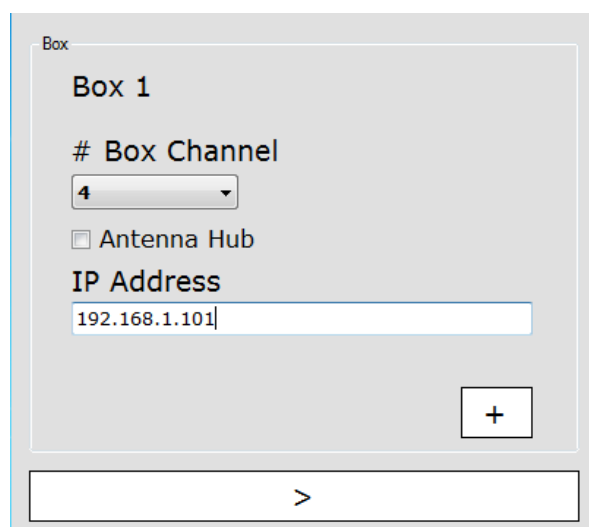 Box
Box 1
# Box Channel
4
Antenna Hub
IP Address
192.168.1.101
+
>